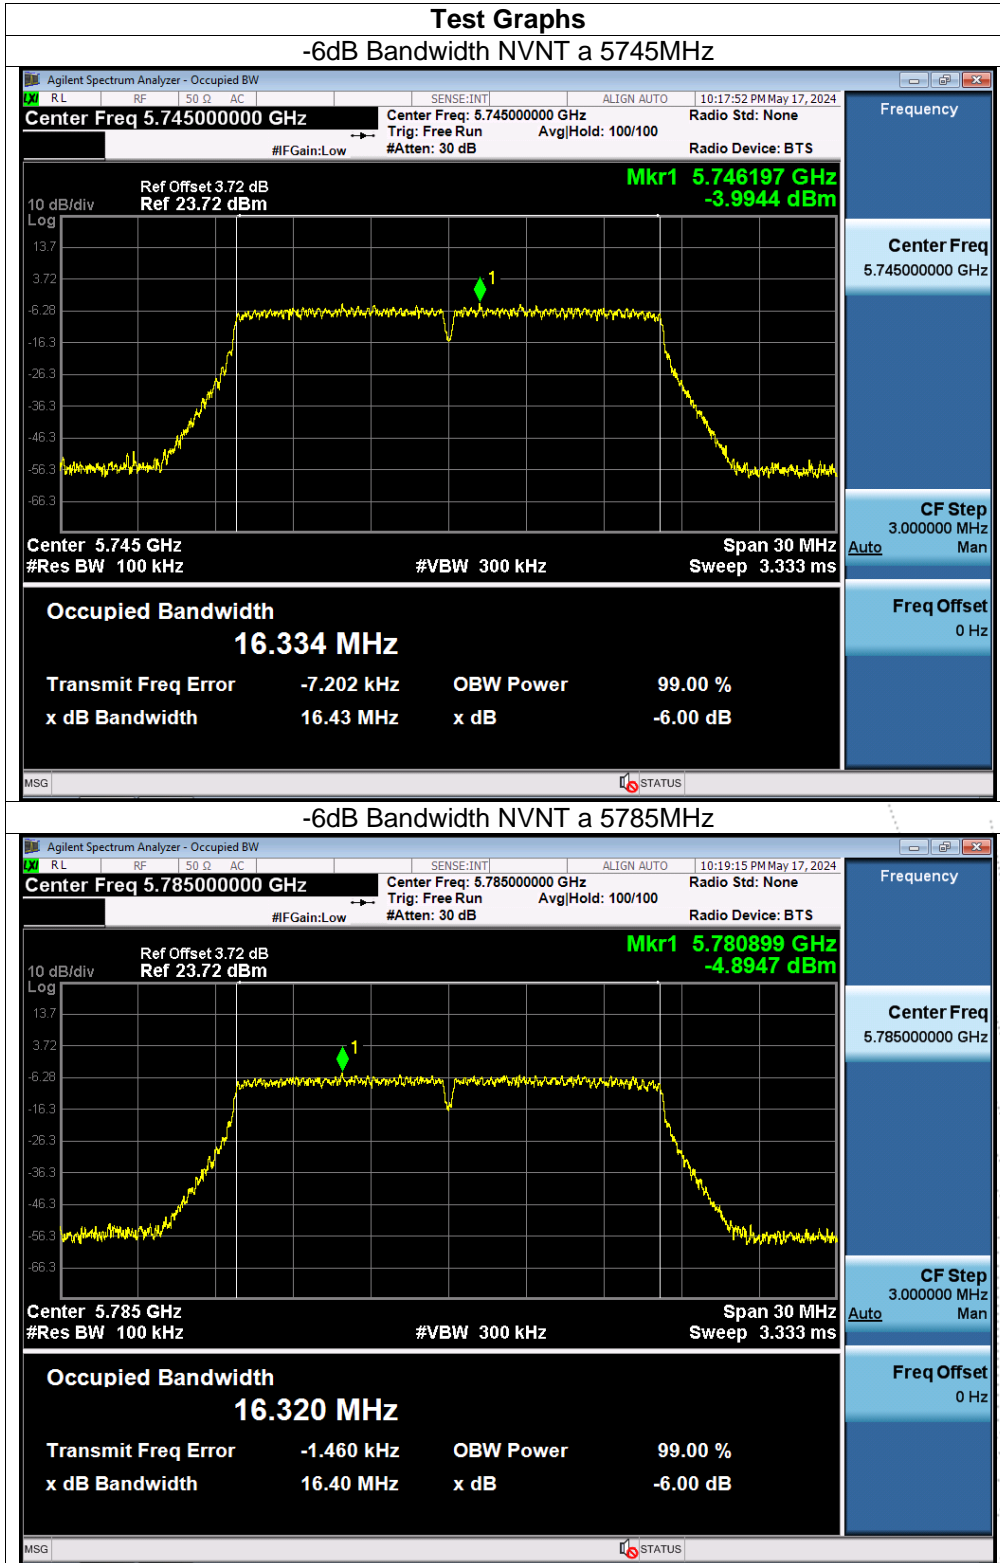 Test Graphs
-6dB Bandwidth NVNT a 5745MHz
Agilent Spectrum Analyzer - Occupied BW
LXI RL RF 50 Ω AC SENSE:INT ALIGN AUTO 10:17:52 PM May 17, 2024
Center Freq 5.745000000 GHz
Center Freq: 5.745000000 GHz
Radio Std: None
Trig: Free Run Avg|Hold: 100/100
#IFGain:Low #Atten: 30 dB Radio Device: BTS
Frequency
Mkr1 5.746197 GHz
-3.9944 dBm
Ref Offset 3.72 dB
10 dB/div Ref 23.72 dBm
Log
13.7
3.72
-6.28
-16.3
-26.3
-36.3
-46.3
-56.3
-66.3
1
Center Freq
5.745000000 GHz
CF Step
3.000000 MHz
Auto Man
Freq Offset
0 Hz
Center 5.745 GHz Span 30 MHz
#Res BW 100 kHz #VBW 300 kHz Sweep 3.333 ms
Occupied Bandwidth
16.334 MHz
Transmit Freq Error -7.202 kHz OBW Power 99.00 %
x dB Bandwidth 16.43 MHz x dB -6.00 dB
MSG STATUS
-6dB Bandwidth NVNT a 5785MHz
Agilent Spectrum Analyzer - Occupied BW
LXI RL RF 50 Ω AC SENSE:INT ALIGN AUTO 10:19:15 PM May 17, 2024
Center Freq 5.785000000 GHz
Center Freq: 5.785000000 GHz
Radio Std: None
Trig: Free Run Avg|Hold: 100/100
#IFGain:Low #Atten: 30 dB Radio Device: BTS
Frequency
Mkr1 5.780899 GHz
-4.8947 dBm
Ref Offset 3.72 dB
10 dB/div Ref 23.72 dBm
Log
13.7
3.72
-6.28
-16.3
-26.3
-36.3
-46.3
-56.3
-66.3
1
Center Freq
5.785000000 GHz
CF Step
3.000000 MHz
Auto Man
Freq Offset
0 Hz
Center 5.785 GHz Span 30 MHz
#Res BW 100 kHz #VBW 300 kHz Sweep 3.333 ms
Occupied Bandwidth
16.320 MHz
Transmit Freq Error -1.460 kHz OBW Power 99.00 %
x dB Bandwidth 16.40 MHz x dB -6.00 dB
MSG STATUS